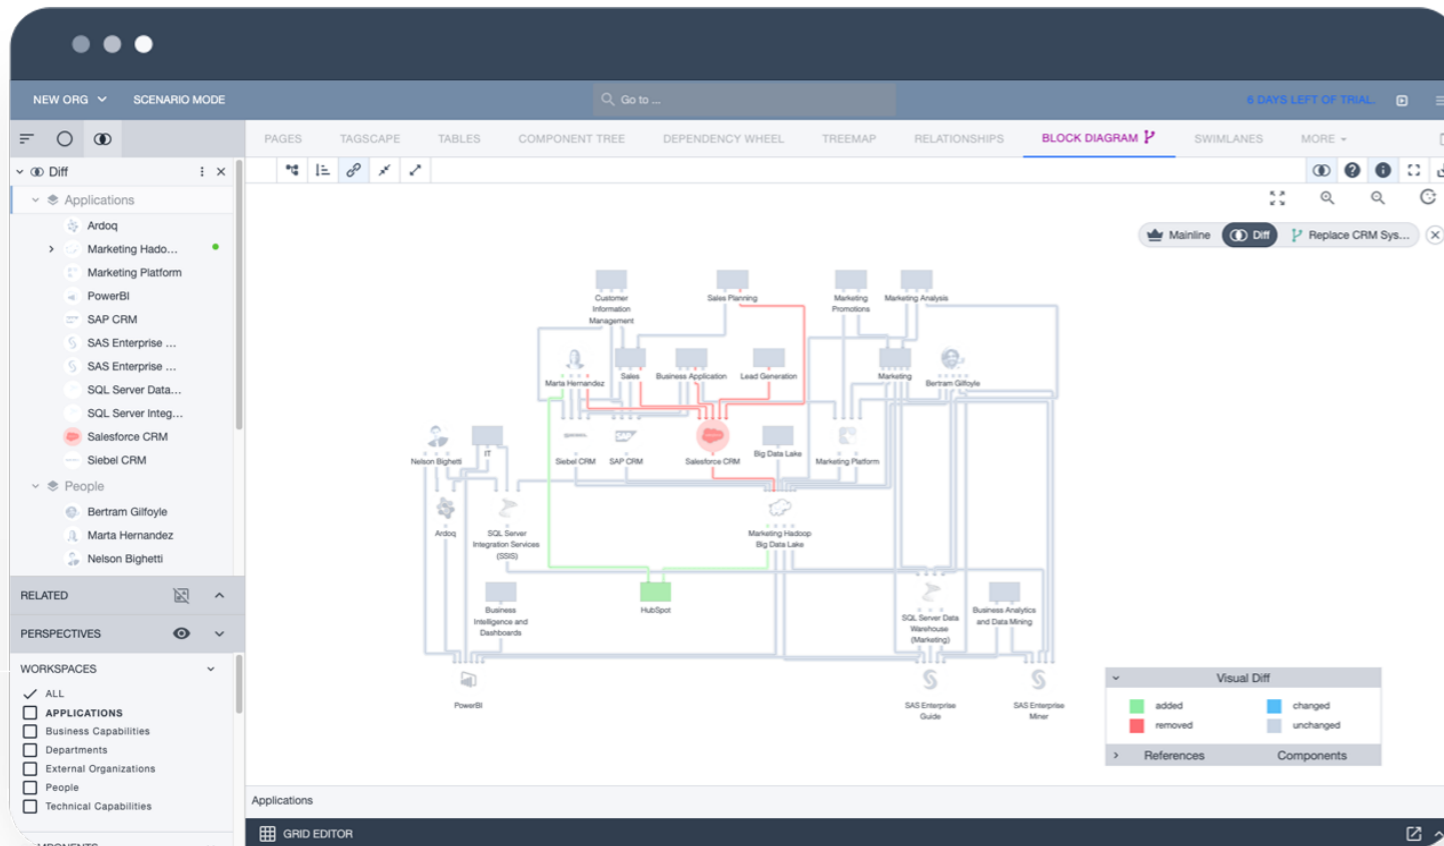 NEW ORG
SCENARIO MODE
Go to ...
6 DAYS LEFT OF TRIAL.
PAGES
TAGSCAPE
TABLES
COMPONENT TREE
DEPENDENCY WHEEL
TREEMAP
RELATIONSHIPS
BLOCK DIAGRAM
SWIMLANES
MORE
Diff
Applications
Ardoq
Marketing Hado...
Marketing Platform
PowerBI
SAP CRM
SAS Enterprise ...
SAS Enterprise ...
SQL Server Data...
SQL Server Integ...
Salesforce CRM
Siebel CRM
People
Bertram Gilfoyle
Marta Hernandez
Nelson Bighetti
RELATED
PERSPECTIVES
WORKSPACES
ALL
APPLICATIONS
Business Capabilities
Departments
External Organizations
People
Technical Capabilities
Mainline
Diff
Replace CRM Sys...
Customer
Information
Management
Sales Planning
Marketing
Promotions
Marketing Analysis
Marta Hernandez
Sales
Business Application
Lead Generation
Marketing
Bertram Gilfoyle
Nelson Bighetti
IT
Siebel CRM
SAP
SAP CRM
Salesforce CRM
Big Data Lake
Marketing Platform
Ardoq
SQL Server
Integration Services
(SSIS)
Marketing Hadoop
Big Data Lake
Business
Intelligence and
Dashboards
HubSpot
SQL Server Data
Warehouse
(Marketing)
Business Analytics
and Data Mining
PowerBI
SAS Enterprise
Guide
SAS Enterprise
Miner
Visual Diff
added
changed
removed
unchanged
References
Components
Applications
GRID EDITOR